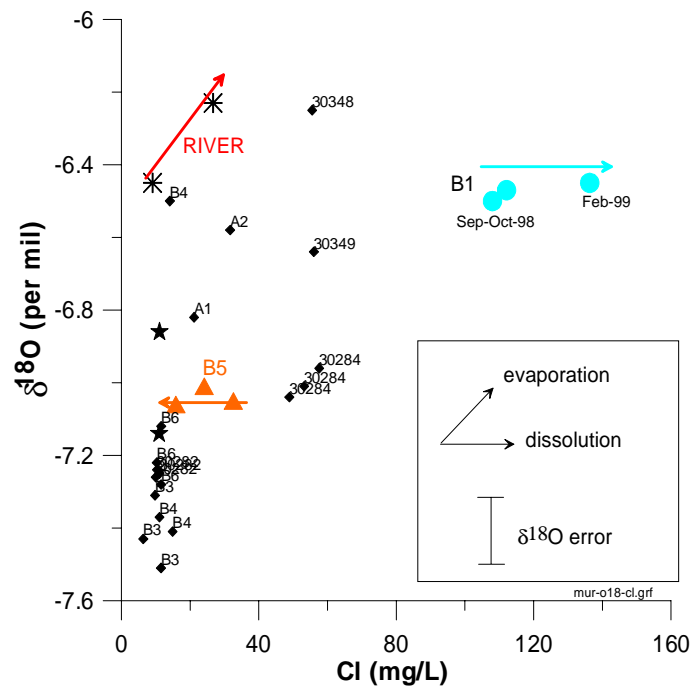 -6
30348
RIVER
-6.4
B4
B1
Feb-99
Sep-Oct-98
A2
30349
-6.8
A1
δ18O (per mil)
30284
B5
30284
30284
evaporation
B6
dissolution
-7.2
B6
30282
B6
B3
B4
B4
B3
δ18O error
B3
mur-o18-cl.grf
-7.6
0
40
80
120
160
Cl (mg/L)